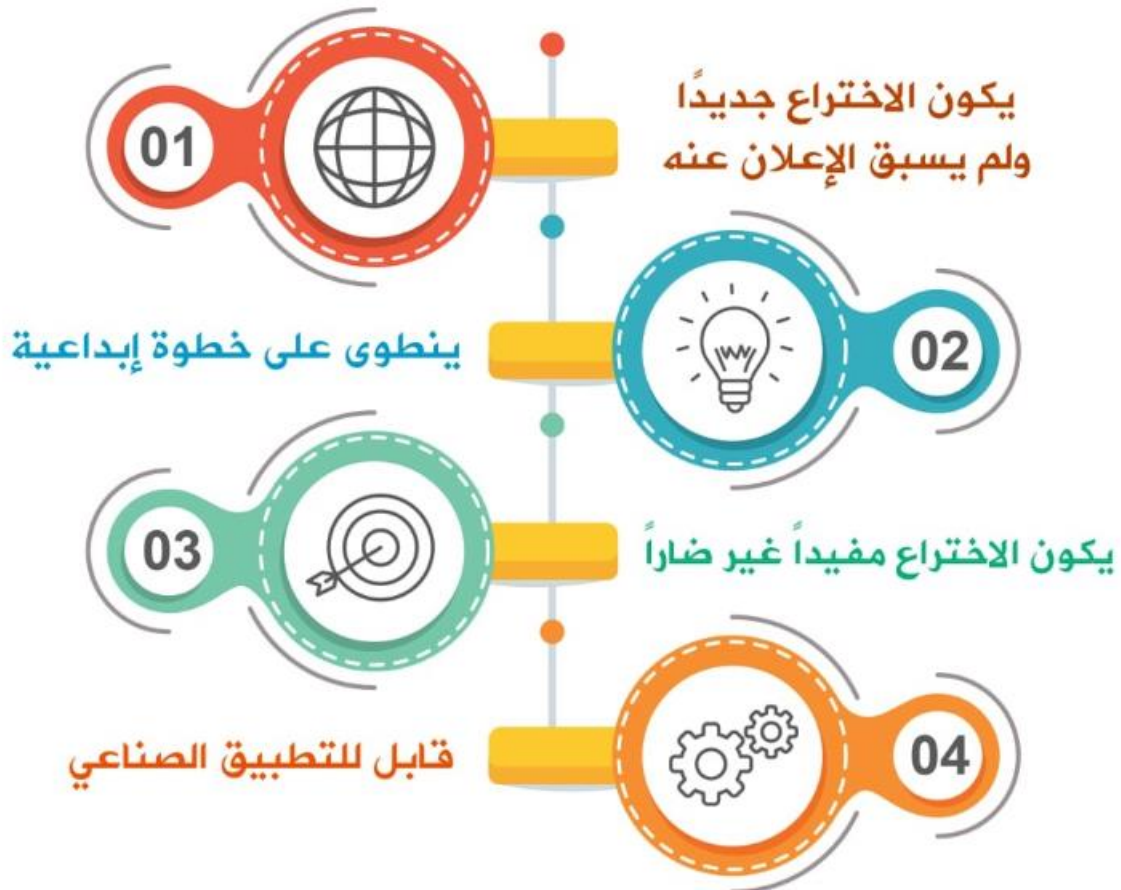 01
يكون الاختراع جديدًا
ولم يسبق الإعلان عنه
02
ينطوى على خطوة إبداعية
03
يكون الاختراع مفيداً غير ضاراً
04
قابل للتطبيق الصناعي